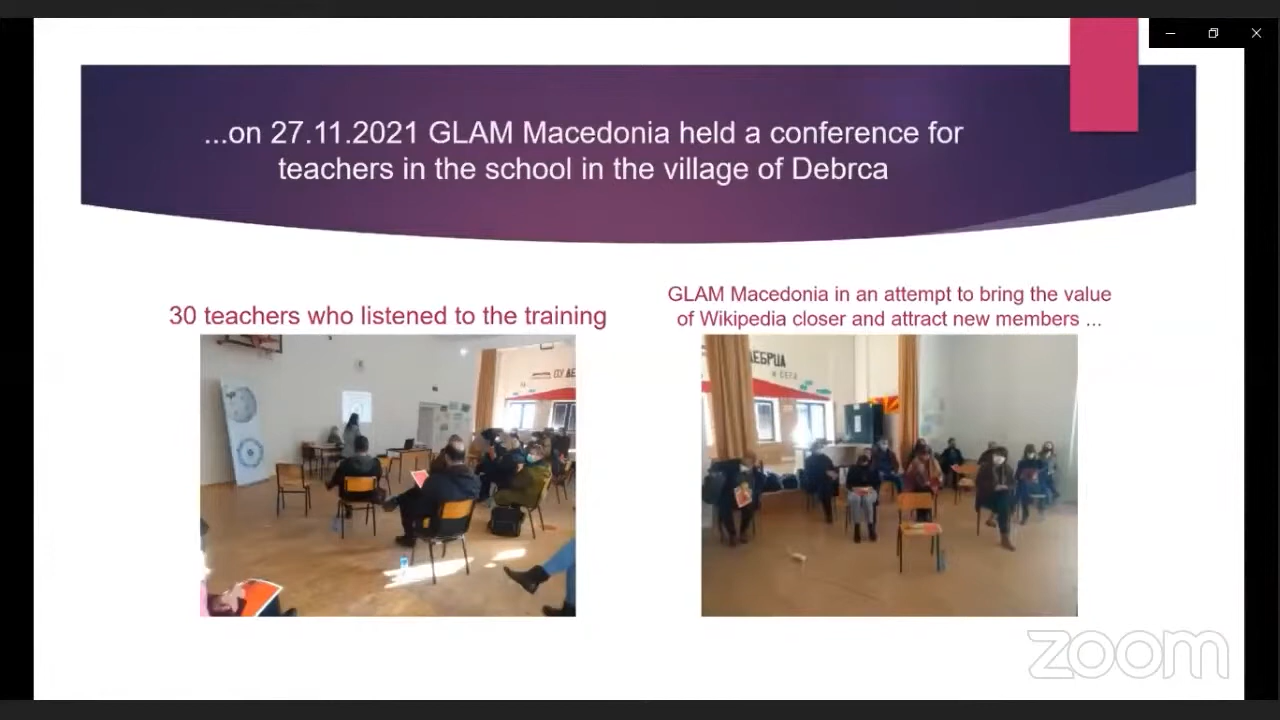 ...on 27.11.2021 GLAM Macedonia held a conference for
teachers in the school in the village of Debrca
30 teachers who listened to the training
GLAM Macedonia in an attempt to bring the value
of Wikipedia closer and attract new members ...
ДЕБРЦА
zoom